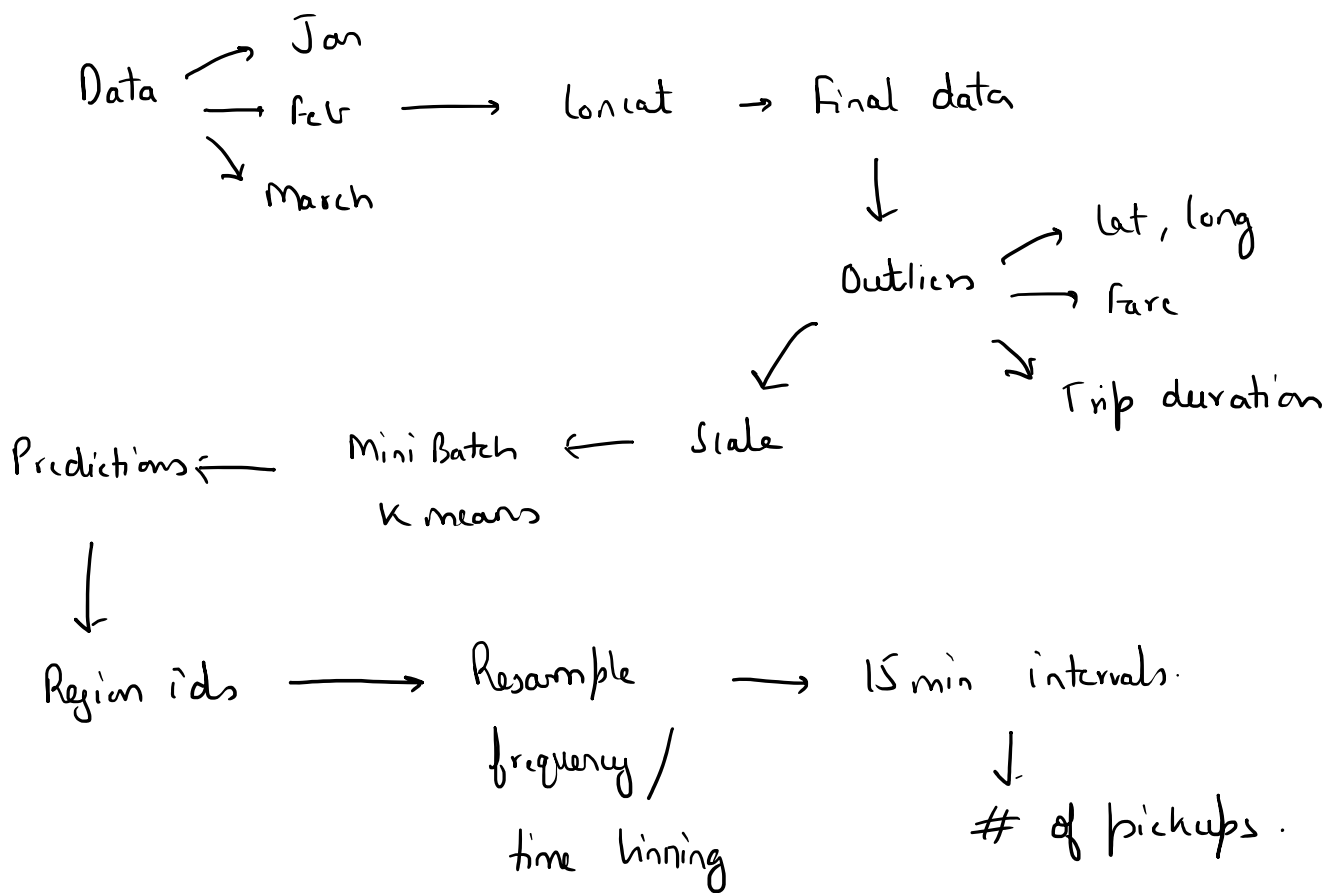 Jan
Data
Feb
Concat
Final data
March
Lat, long
Outliers
Fare
Trip duration
Scale
Mini Batch
K means
Predictions
Region ids
Resample
frequency/
time binning
15 min intervals.
# of pickups.